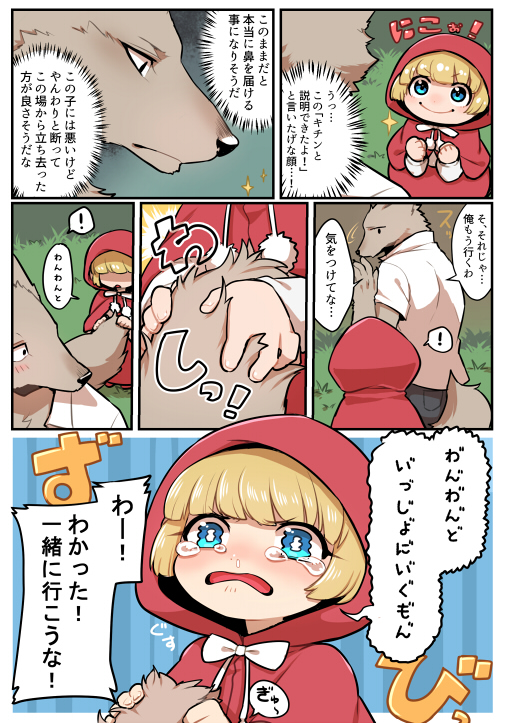 にこぉ！
うっ…
この「キチンと
説明できたよ！」
と言いたげな顔…！
このままだと
本当に鼻を届ける
事になりそうだ
この子には悪いけど
やんわりと断って
この場から立ち去った
方が良さそうだな
そ、それじゃ…
俺もう行くわ
ス…
気をつけてな…
！
わ
しっ！
！
わんわんと
わ゛ん゛わ゛ん゛ど
い゛っ゛じょ゛に゛い゛ぐ゛も゛ん゛
ず
び
わー！
わかった！
一緒に行こうな！
ぐす
ぎゅ〜